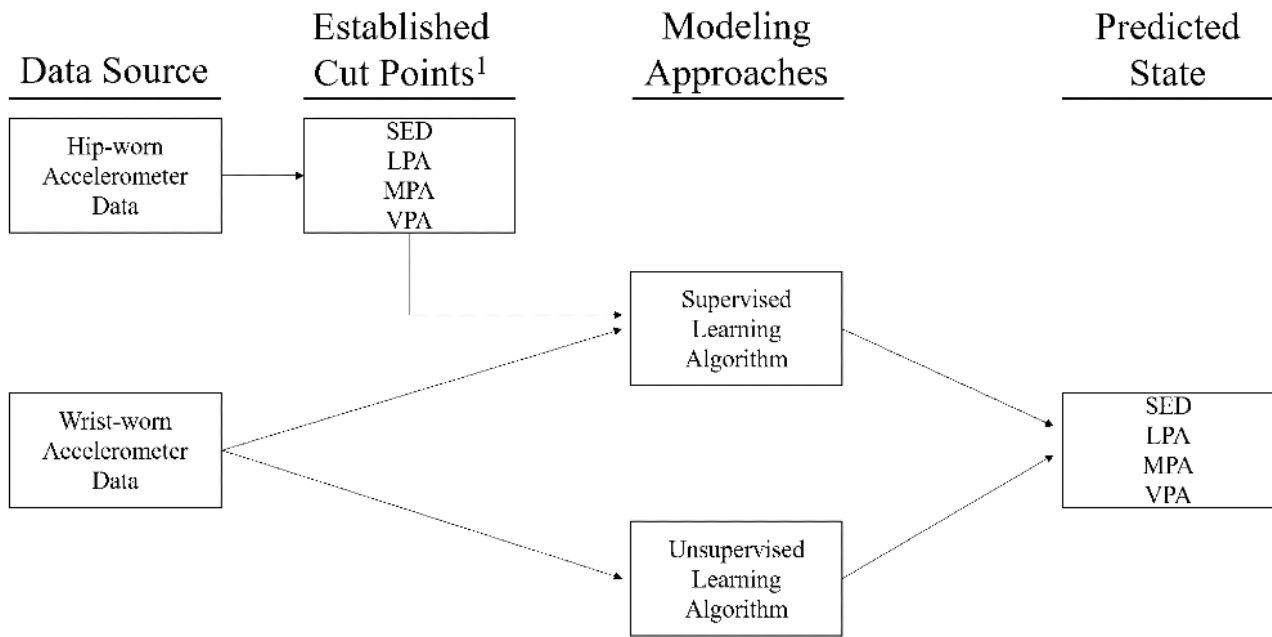 Data Source
Established
Cut Points¹
Modeling
Approaches
Predicted
State
Hip-worn
Accelerometer
Data
SED
LPA
MPA
VPA
Supervised
Learning
Algorithm
Wrist-worn
Accelerometer
Data
SED
LPA
MPA
VPA
Unsupervised
Learning
Algorithm